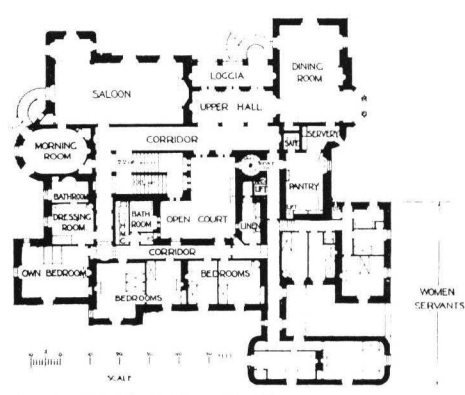 LOGGIA
DINING
ROOM
SALOON
UPPER HALL
CORRIDOR
SERVERY
SAFE
MORNING
ROOM
PANTRY
BATHROOM
LIFT
DRESSING
ROOM
BATH
ROOM
OPEN COURT
LINEN
LIFT
CORRIDOR
OWN BEDROOM
BEDROOMS
BEDROOMS
WOMEN
SERVANTS
SCALE